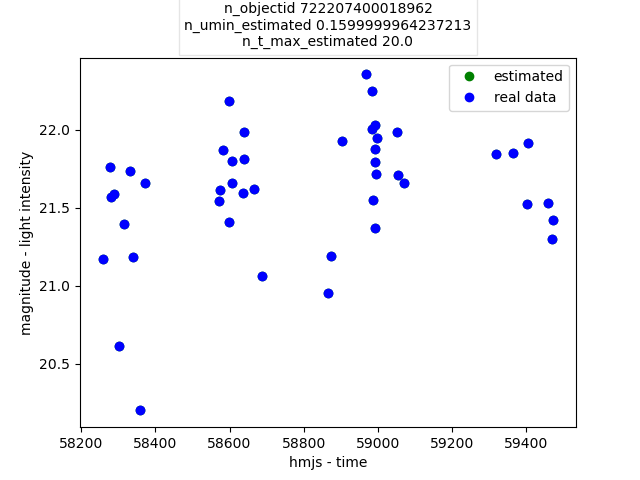 n_objectid 722207400018962
n_umin_estimated 0.1599999964237213
n_t_max_estimated 20.0
estimated
real data
magnitude - light intensity
22.0
21.5
21.0
20.5
58200 58400 58600 58800 59000 59200 59400
hmjs - time